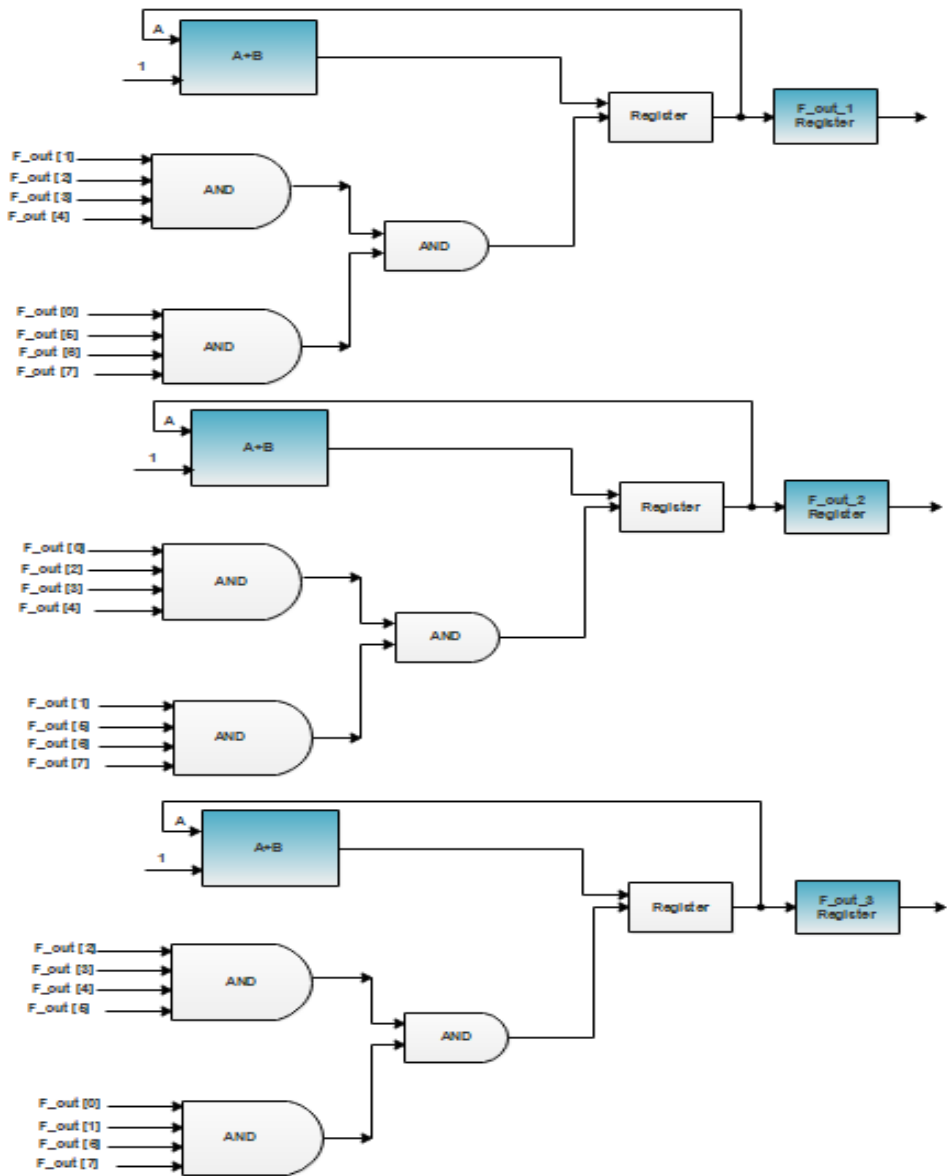 A
A+B
1
Register
F_out_1
Register
F_out [1]
F_out [2]
F_out [3]
F_out [4]
AND
AND
F_out [0]
F_out [5]
F_out [6]
F_out [7]
AND
A
A+B
1
Register
F_out_2
Register
F_out [0]
F_out [2]
F_out [3]
F_out [4]
AND
AND
F_out [1]
F_out [5]
F_out [6]
F_out [7]
AND
A
A+B
1
Register
F_out_3
Register
F_out [2]
F_out [3]
F_out [4]
F_out [5]
AND
AND
F_out [0]
F_out [1]
F_out [6]
F_out [7]
AND